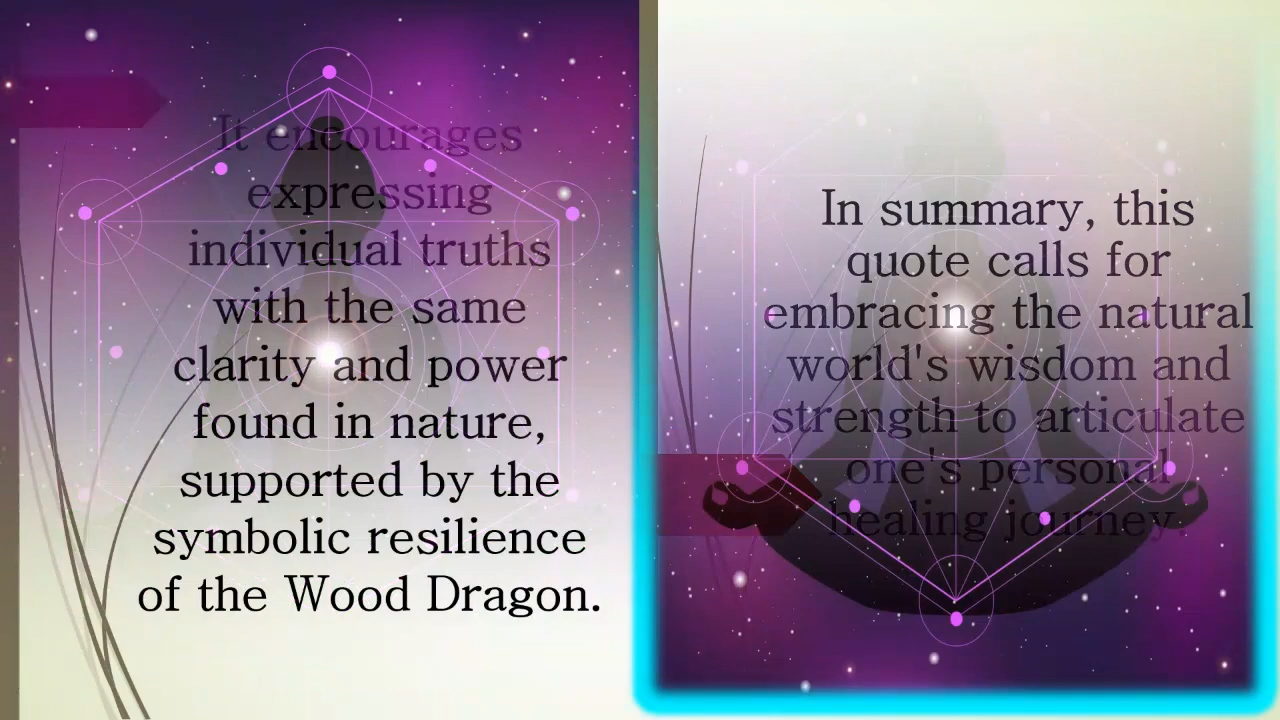 It encourages
expressing
individual truths
with the same
clarity and power
found in nature,
supported by the
symbolic resilience
of the Wood Dragon.
In summary, this
quote calls for
embracing the natural
world's wisdom and
strength to articulate
one's personal
healing journey.